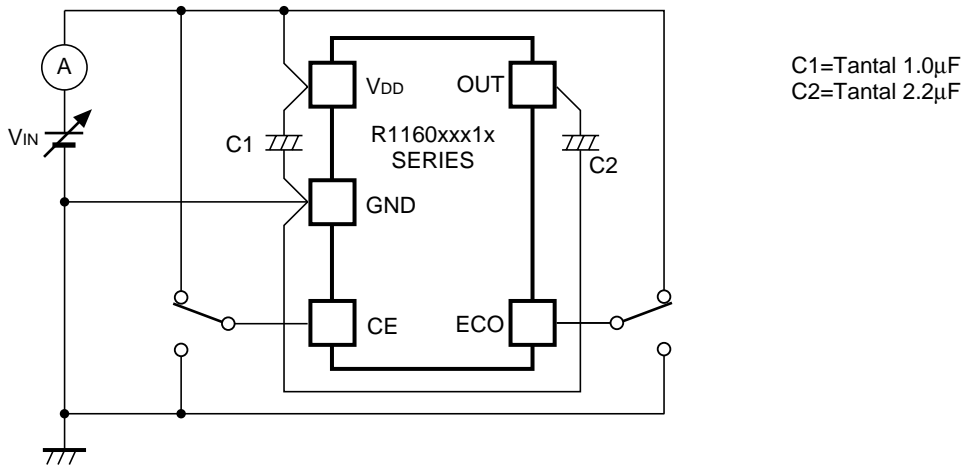 A
VIN
C1
VDD
OUT
R1160xxx1x
SERIES
C2
GND
CE
ECO
C1=Tantal 1.0μF
C2=Tantal 2.2μF